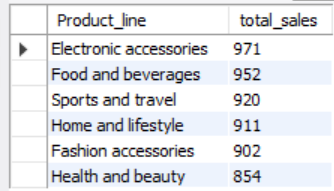 Product_line total_sales
Electronic accessories 971
Food and beverages 952
Sports and travel 920
Home and lifestyle 911
Fashion accessories 902
Health and beauty 854